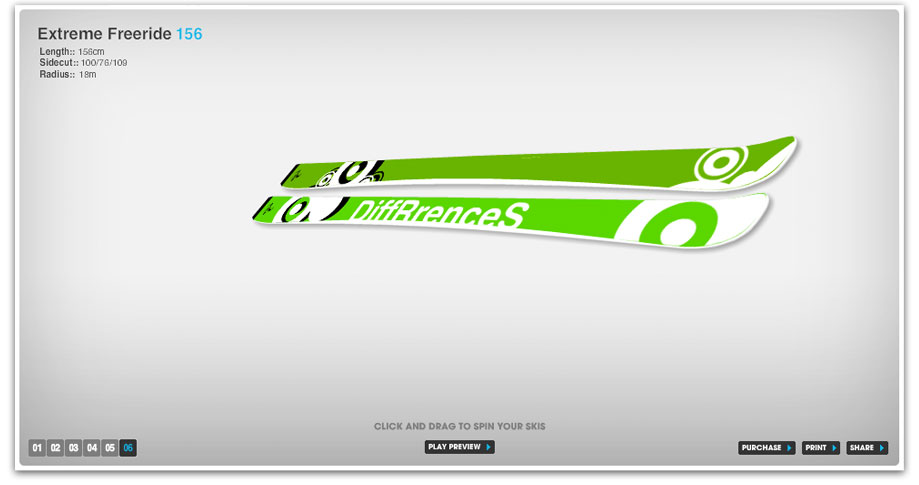 Extreme Freeride 156
Length:: 156cm
Sidecut:: 100/76/109
Radius:: 18m
DiffRrenceS
CLICK AND DRAG TO SPIN YOUR SKIS
01 02 03 04 05 06
PLAY PREVIEW
PURCHASE
PRINT
SHARE